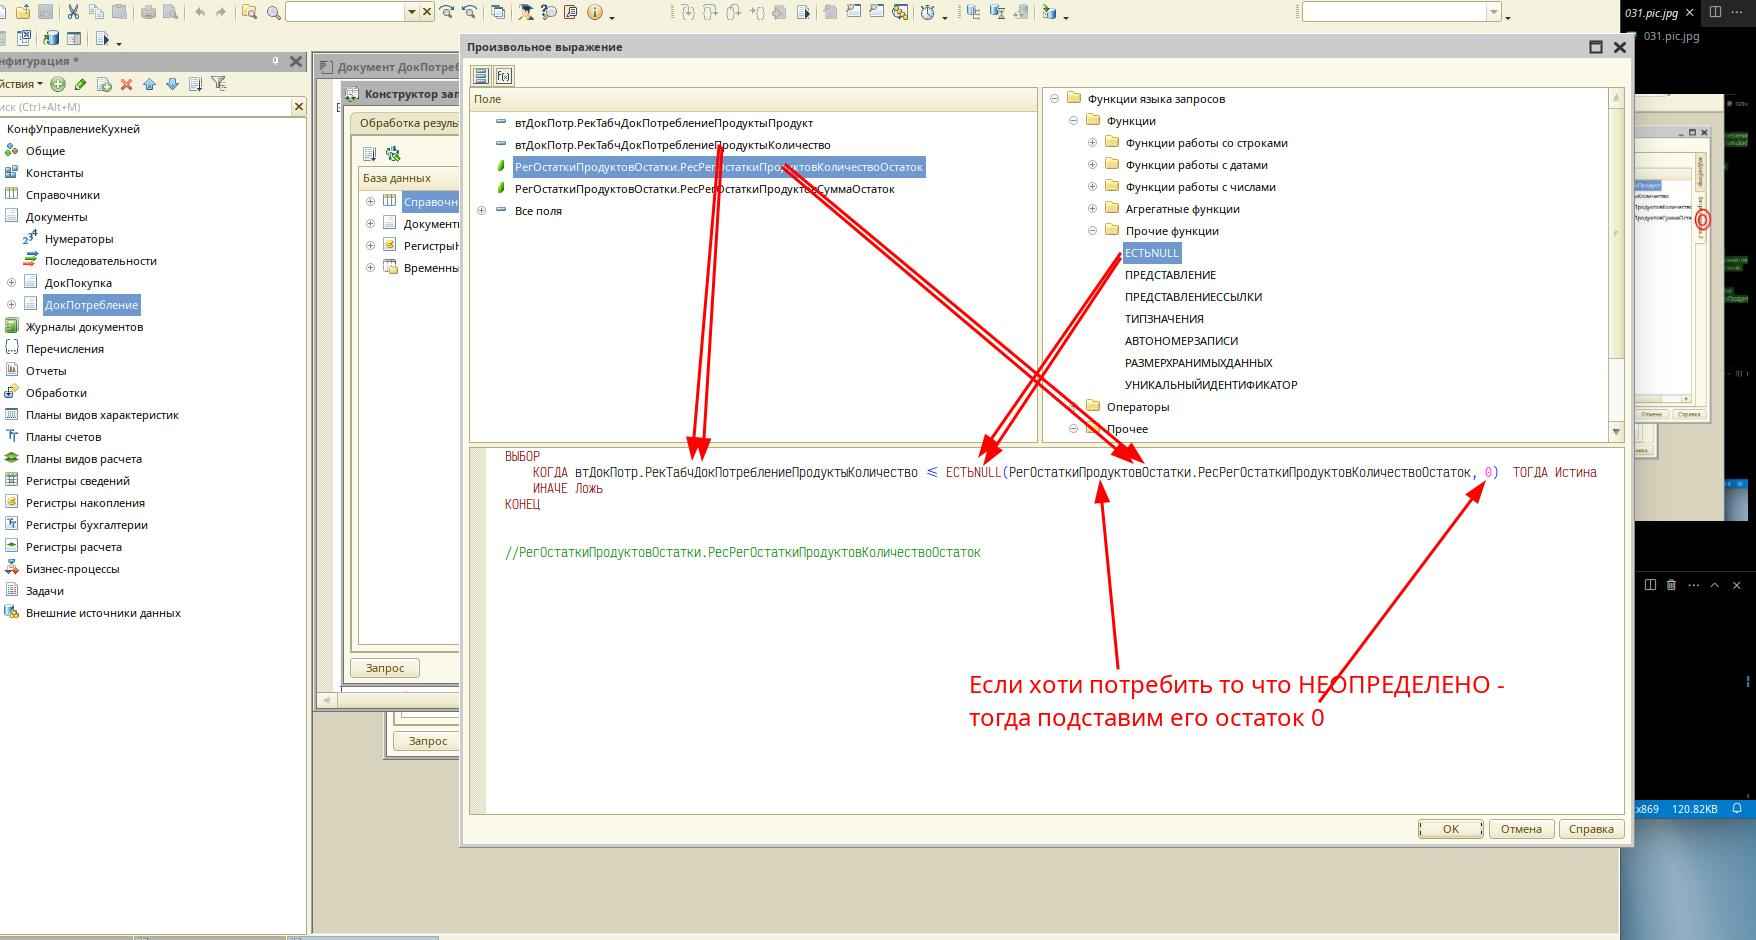 031.pic.jpg
031.pic.jpg
Произвольное выражение
нфигурация *
Документ ДокПотреб
йствия
Конструктор зап
иск (Ctrl+Alt+M)
КонфУправлениеКухней
Общие
Константы
Справочники
Документы
Нумераторы
Последовательности
ДокПокупка
ДокПотребление
Журналы документов
Перечисления
Отчеты
Обработки
Планы видов характеристик
Планы счетов
Планы видов расчета
Регистры сведений
Регистры накопления
Регистры бухгалтерии
Регистры расчета
Бизнес-процессы
Задачи
Внешние источники данных
Обработка резуль
База данных
Справочн
Документ
РегистрыН
Временны
Запрос
Запрос
Поле
втДокПотр.РекТабчДокПотреблениеПродуктыПродукт
втДокПотр.РекТабчДокПотреблениеПродуктыКоличество
РегОстаткиПродуктовОстатки.РесРегОстаткиПродуктовКоличествоОстаток
РегОстаткиПродуктовОстатки.РесРегОстаткиПродуктовСуммаОстаток
Все поля
Функции языка запросов
Функции
Функции работы со строками
Функции работы с датами
Функции работы с числами
Агрегатные функции
Прочие функции
ЕСТЬNULL
ПРЕДСТАВЛЕНИЕ
ПРЕДСТАВЛЕНИЕССЫЛКИ
ТИПЗНАЧЕНИЯ
АВТОНОМЕРЗАПИСИ
РАЗМЕРХРАНИМЫХДАННЫХ
УНИКАЛЬНЫЙИДЕНТИФИКАТОР
Операторы
Прочее
ВЫБОР
КОГДА втДокПотр.РекТабчДокПотреблениеПродуктыКоличество <= ЕСТЬNULL(РегОстаткиПродуктовОстатки.РесРегОстаткиПродуктовКоличествоОстаток, 0) ТОГДА Истина
ИНАЧЕ Ложь
КОНЕЦ
//РегОстаткиПродуктовОстатки.РесРегОстаткиПродуктовКоличествоОстаток
Если хоти потребить то что НЕОПРЕДЕЛЕНО -
тогда подставим его остаток 0
OK
Отмена
Справка
Отмена
Справка
x869
120.82KB